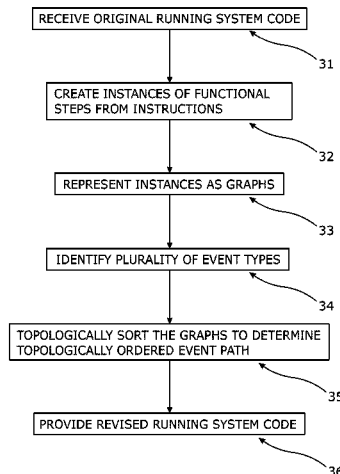 RECEIVE ORIGINAL RUNNING SYSTEM CODE
31
CREATE INSTANCES OF FUNCTIONAL
STEPS FROM INSTRUCTIONS
32
REPRESENT INSTANCES AS GRAPHS
33
IDENTIFY PLURALITY OF EVENT TYPES
34
TOPOLOGICALLY SORT THE GRAPHS TO DETERMINE
TOPOLOGICALLY ORDERED EVENT PATH
35
PROVIDE REVISED RUNNING SYSTEM CODE
36